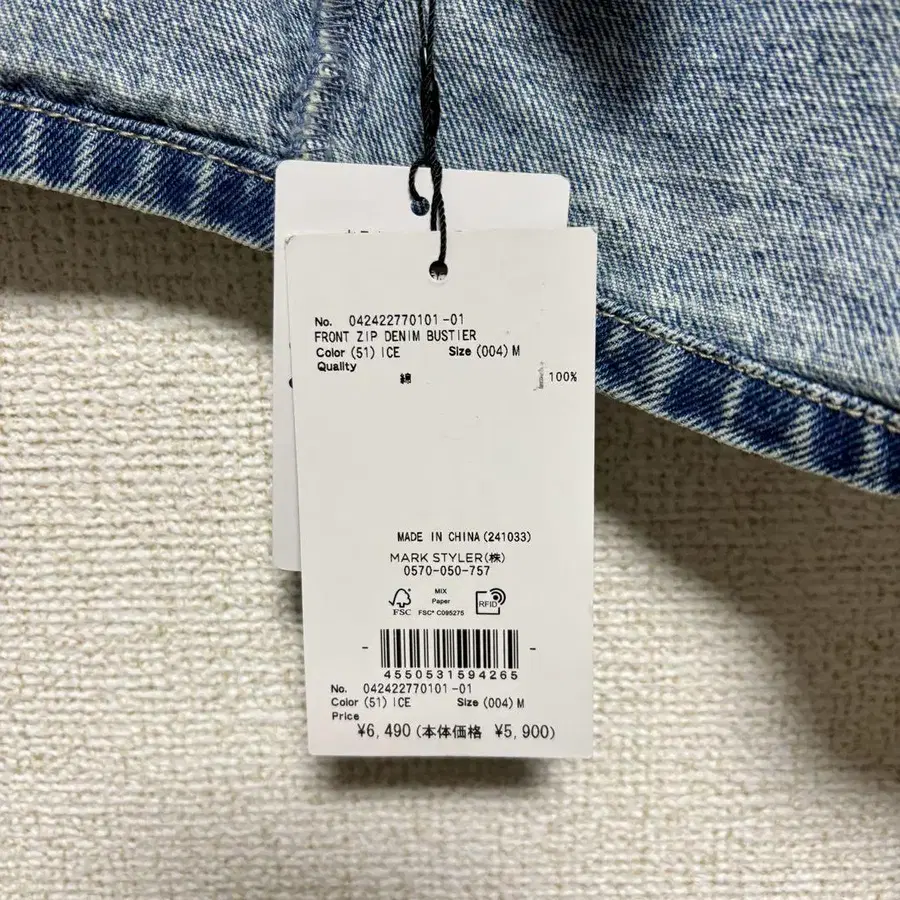 No. 042422770101-01
FRONT ZIP DENIM BUSTIER
Color (51) ICE Size (004) M
Quality
綿 100%
MADE IN CHINA (241033)
MARK STYLER(株)
0570-050-757
FSC
MIX
Paper
FSC® C095275
RFID
4550531594265
No. 042422770101-01
Color (51) ICE Size (004) M
Price
¥6,490 (本体価格 ¥5,900)